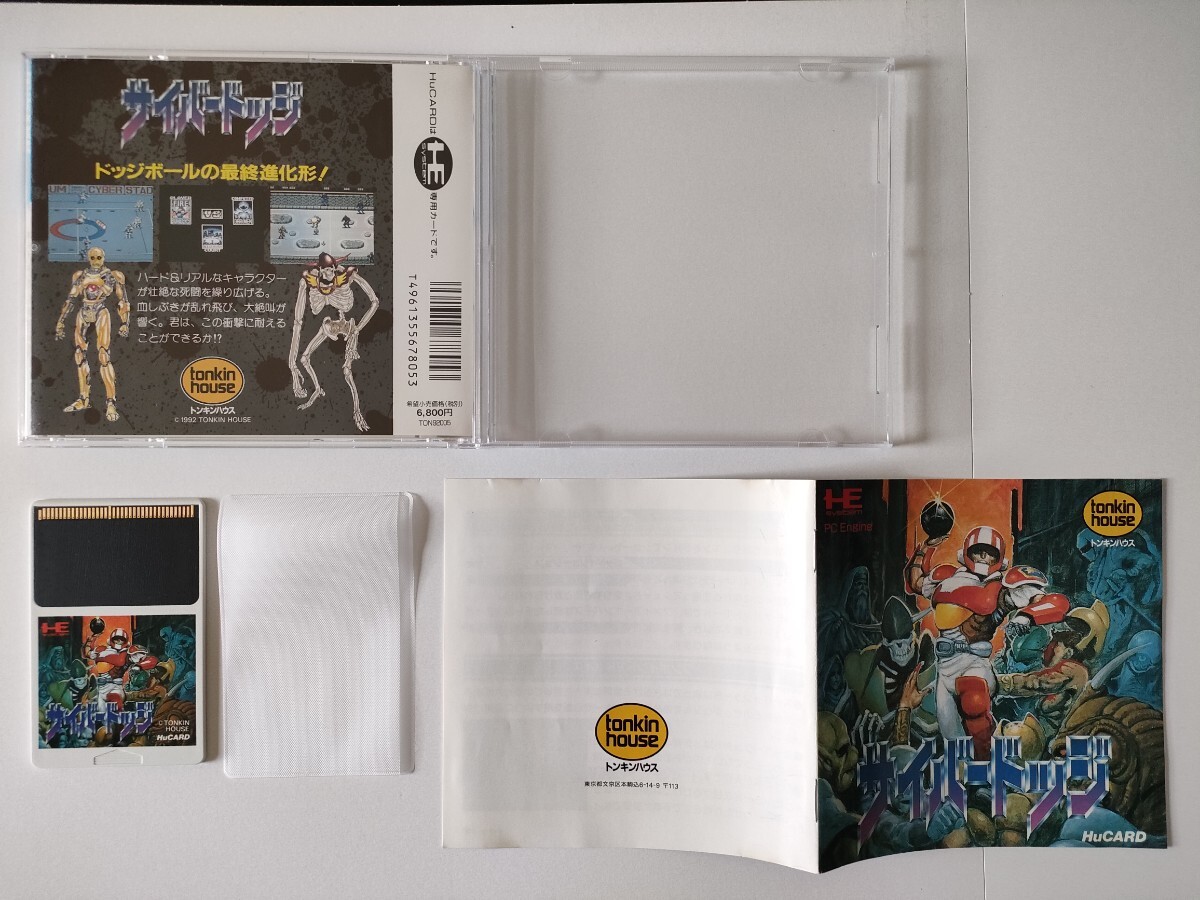 サイバードッジ
ドッジボールの最終進化形!
UM CYBER STAD
VS
COURT
ハード&リアルなキャラクター
が壮絶な死闘を繰り広げる。
血しぶきが乱れ飛び、大絶叫が
響く。君は、この衝撃に耐える
ことができるか!?
tonkin
house
トンキンハウス
©1992 TONKIN HOUSE
HuCARDは
HE
SYSTEM
専用カードです。
T4961355678053
希望小売価格(税別)
6,800円
TON92005
HE
サイバードッジ
©TONKIN
HOUSE
HuCARD
tonkin
house
トンキンハウス
東京都文京区本駒込6-14-9 〒113
HE
SYSTEM
PC Engine
tonkin
house
トンキンハウス
サイバードッジ
HuCARD